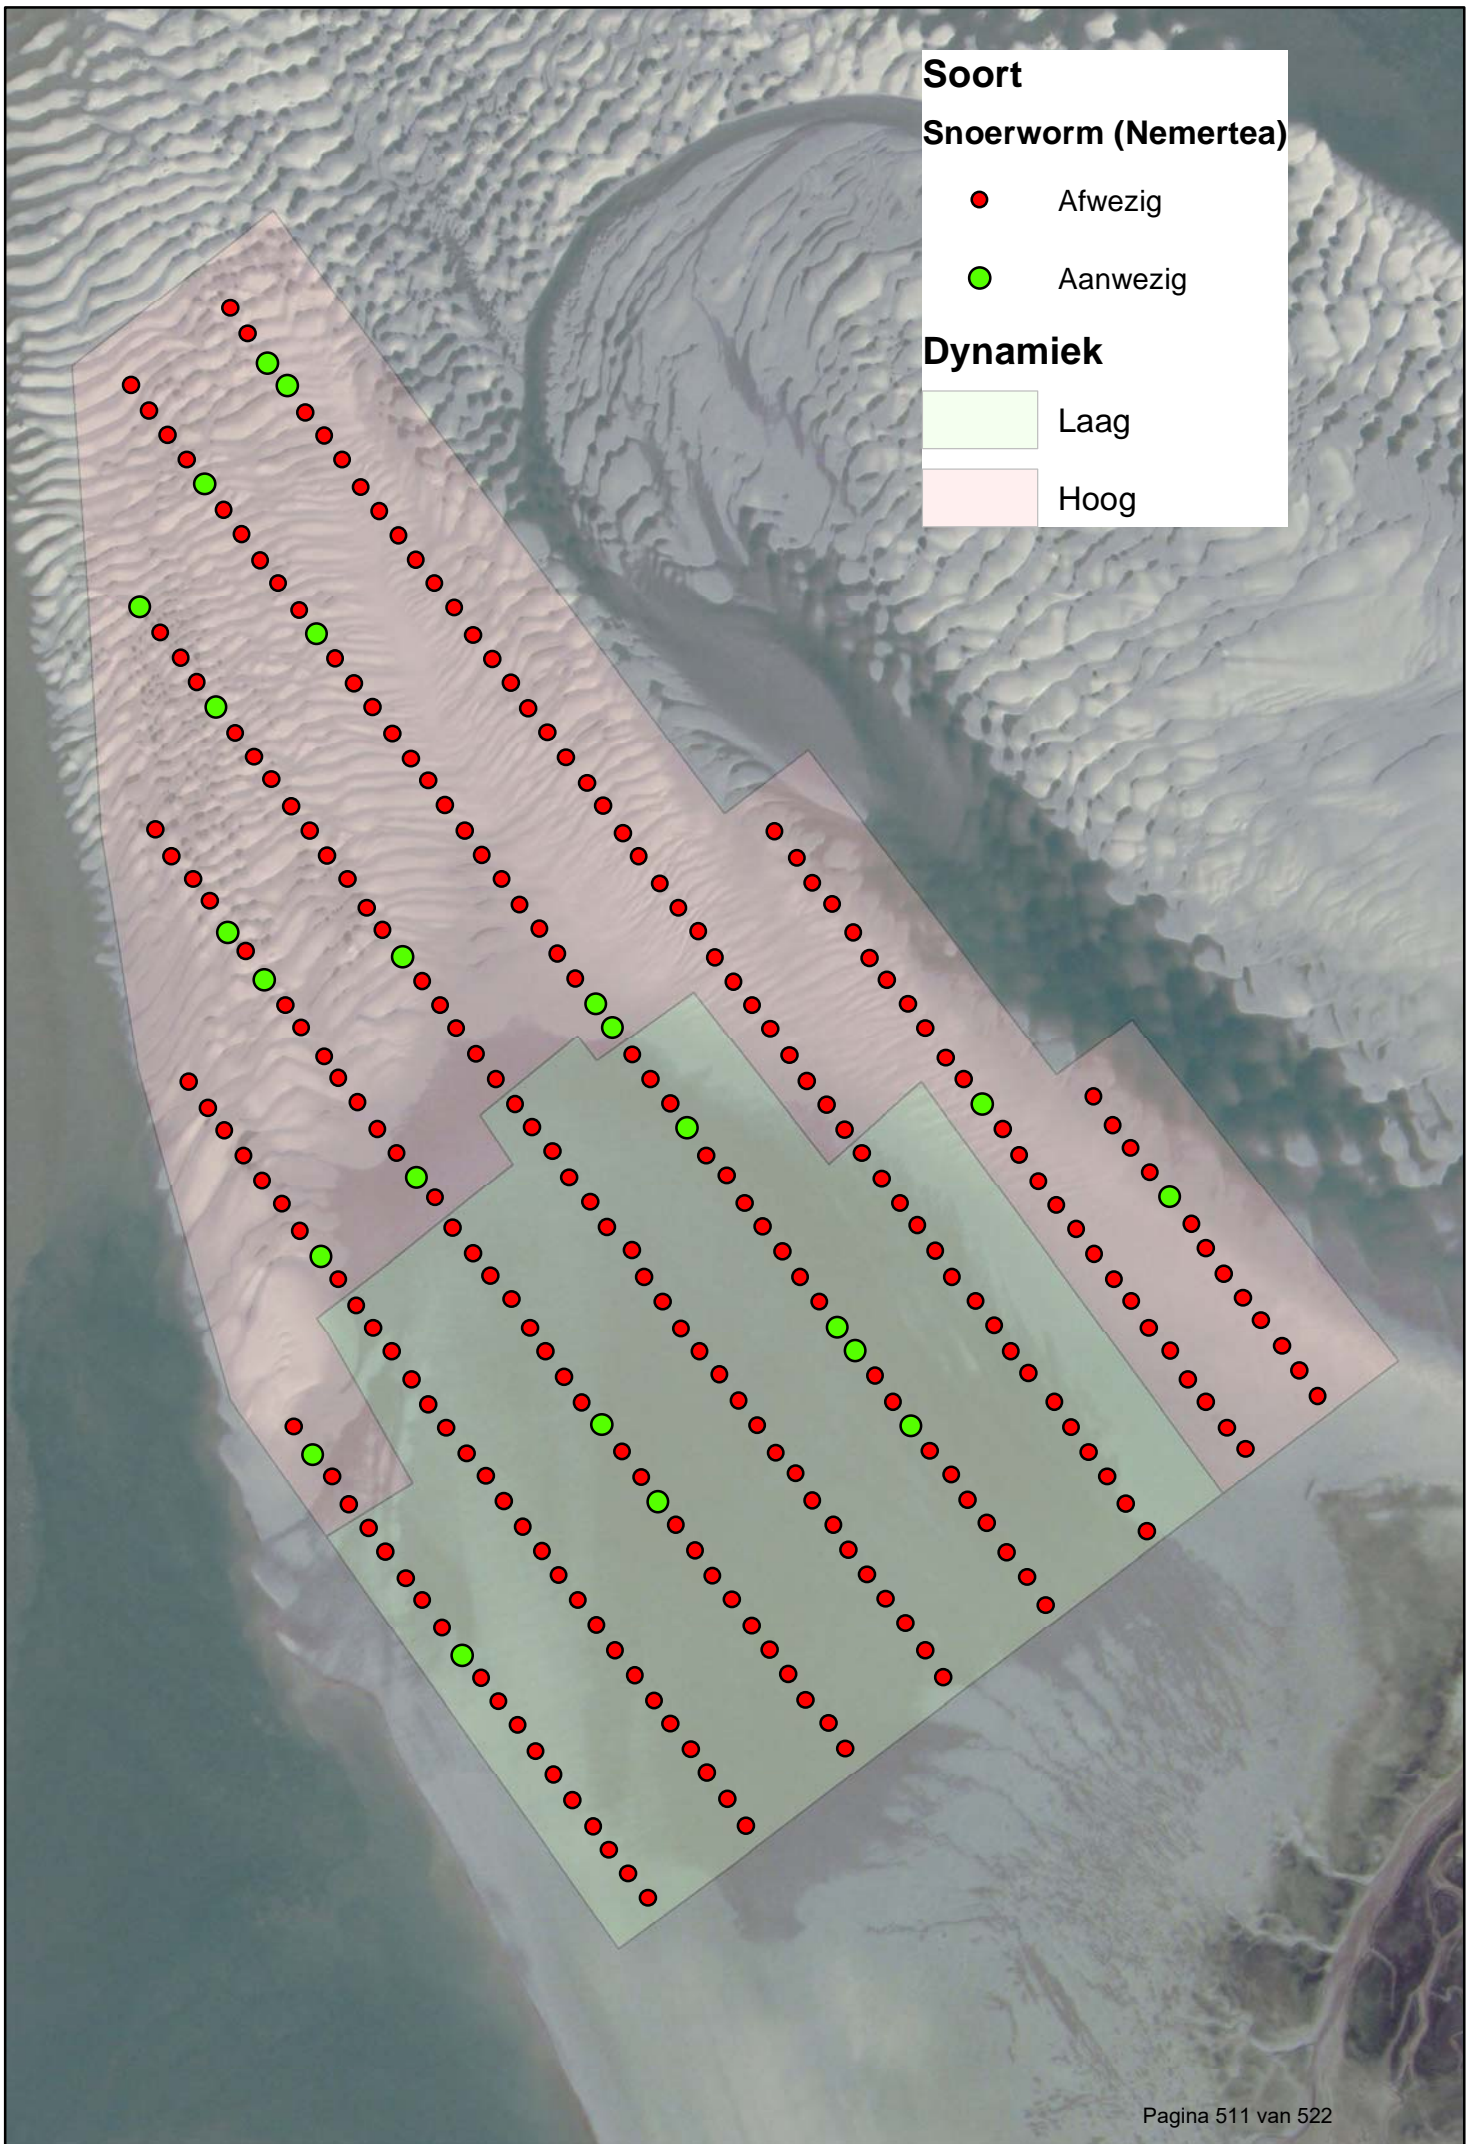 Soort
Snoerworm (Nemertea)
Afwezig
Aanwezig
Dynamiek
Laag
Hoog
Pagina 511 van 522